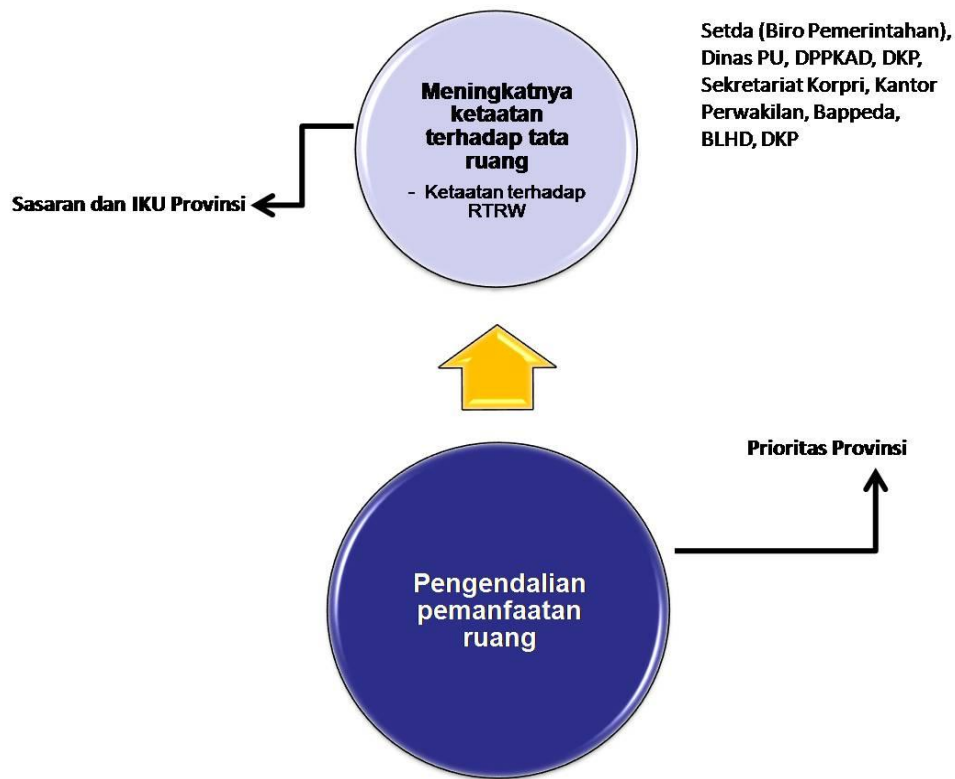 Setda (Biro Pemerintahan),
Dinas PU, DPPKAD, DKP,
Sekretariat Korpri, Kantor
Perwakilan, Bappeda,
BLHD, DKP
Meningkatnya
ketaatan
terhadap tata
ruang
- Ketaatan terhadap
RTRW
Sasaran dan IKU Provinsi
Prioritas Provinsi
Pengendalian
pemanfaatan
ruang